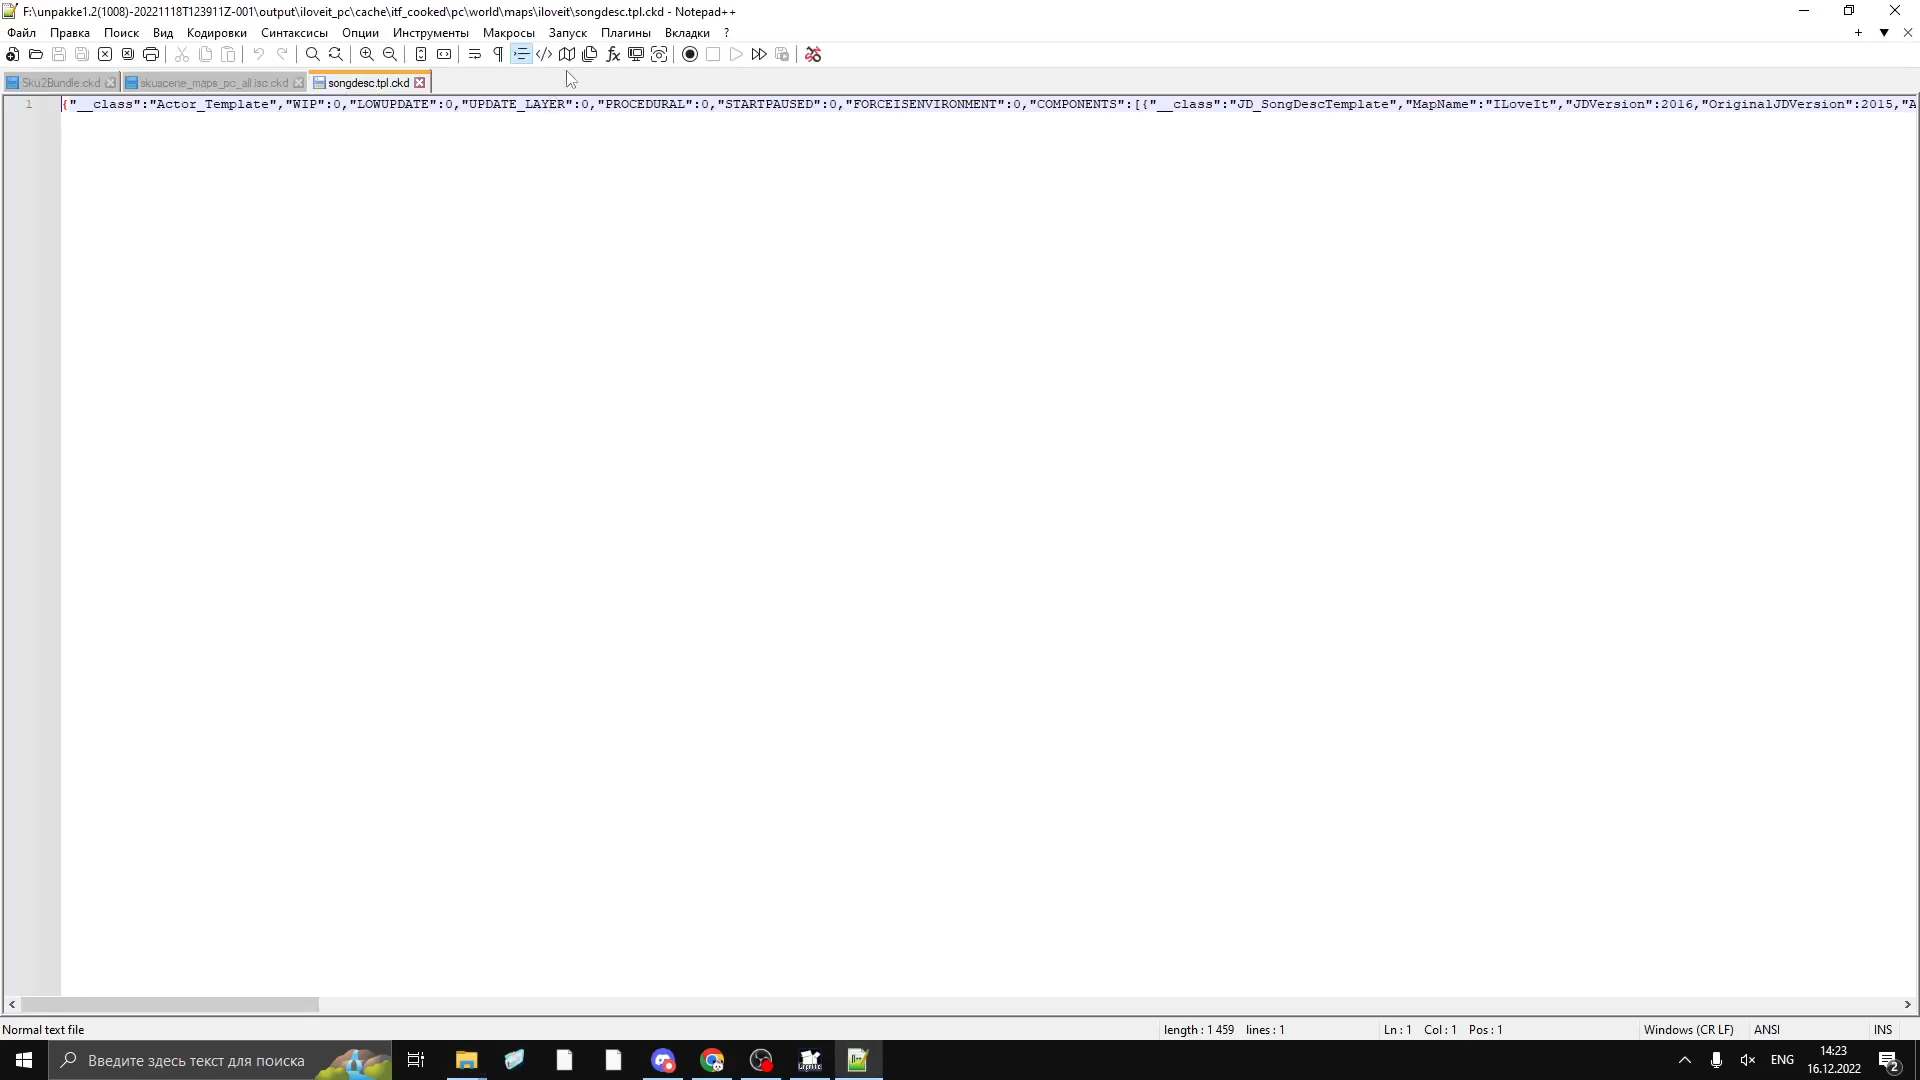 F:\unpakke1.2(1008)-20221118T123911Z-001\output\iloveit_pc\cache\itf_cooked\pc\world\maps\iloveit\songdesc.tpl.ckd - Notepad++
Файл Правка Поиск Вид Кодировки Синтаксисы Опции Инструменты Макросы Запуск Плагины Вкладки ?
Sku2Bundle.ckd skuscene_maps_pc_all.isc.ckd songdesc.tpl.ckd
1 {"__class":"Actor_Template","WIP":0,"LOWUPDATE":0,"UPDATE_LAYER":0,"PROCEDURAL":0,"STARTPAUSED":0,"FORCEISENVIRONMENT":0,"COMPONENTS":[{"__class":"JD_SongDescTemplate","MapName":"ILoveIt","JDVersion":2016,"OriginalJDVersion":2015,"A
Normal text file length : 1 459 lines : 1 Ln : 1 Col : 1 Pos : 1 Windows (CR LF) ANSI INS
Введите здесь текст для поиска ENG 14:23
16.12.2022 2